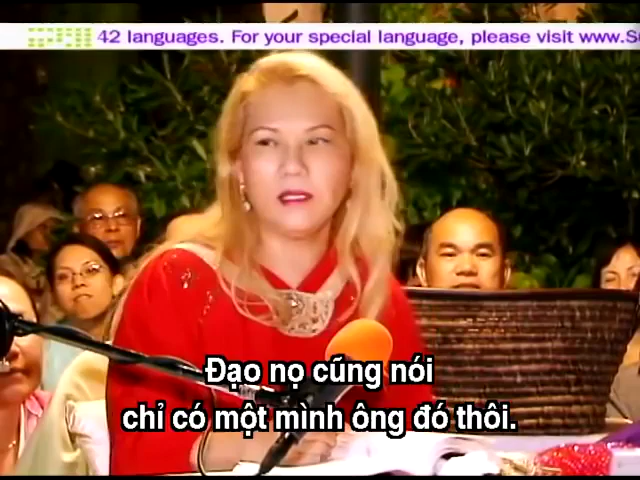 42 languages. For your special language, please visit www.S
Đạo nọ cũng nói
chỉ có một mình ông đó thôi.